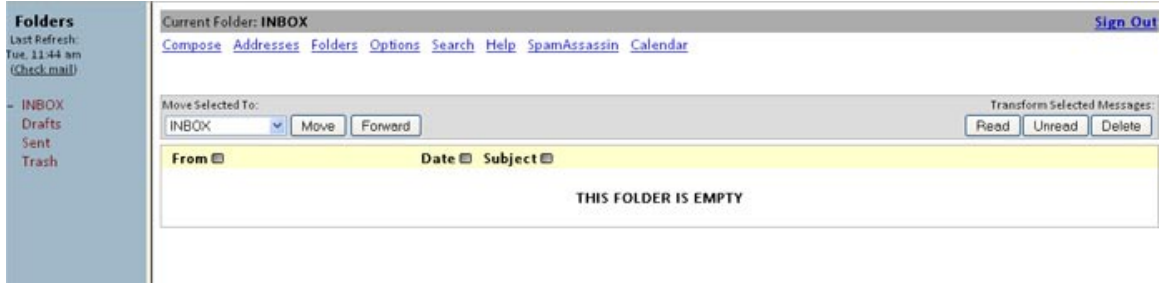 Folders
Last Refresh:
Tue, 11:44 am
(Check mail)
- INBOX
Drafts
Sent
Trash
Current Folder: INBOX Sign Out
Compose Addresses Folders Options Search Help SpamAssassin Calendar
Move Selected To: Transform Selected Messages:
INBOX Move Forward Read Unread Delete
From Date Subject
THIS FOLDER IS EMPTY